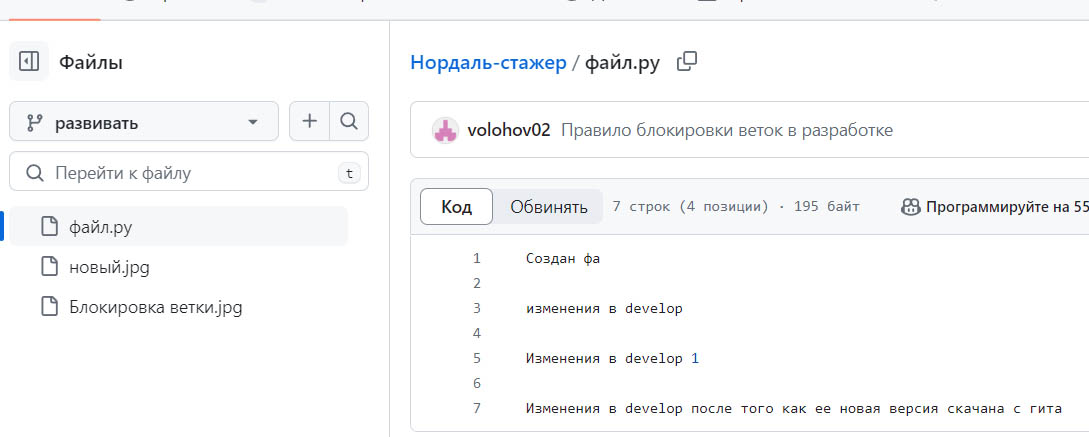 Файлы
развивать
Перейти к файлу
t
файл.py
новый.jpg
Блокировка ветки.jpg
Нордаль-стажер / файл.py
volohov02 Правило блокировки веток в разработке
Код Обвинять 7 строк (4 позиции) · 195 байт Программируйте на 55
1 Создан фа
2
3 изменения в develop
4
5 Изменения в develop 1
6
7 Изменения в develop после того как ее новая версия скачана с гита